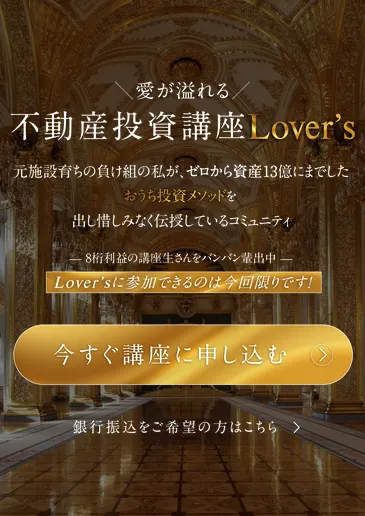 ＼愛が溢れる／
不動産投資講座Lover's
元施設育ちの負け組の私が、ゼロから資産13億にまでした
おうち投資メソッドを
出し惜しみなく伝授しているコミュニティ
― 8桁利益の講座生さんをバンバン輩出中 ―
Lover'sに参加できるのは今回限りです!
今すぐ講座に申し込む
銀行振込をご希望の方はこちら